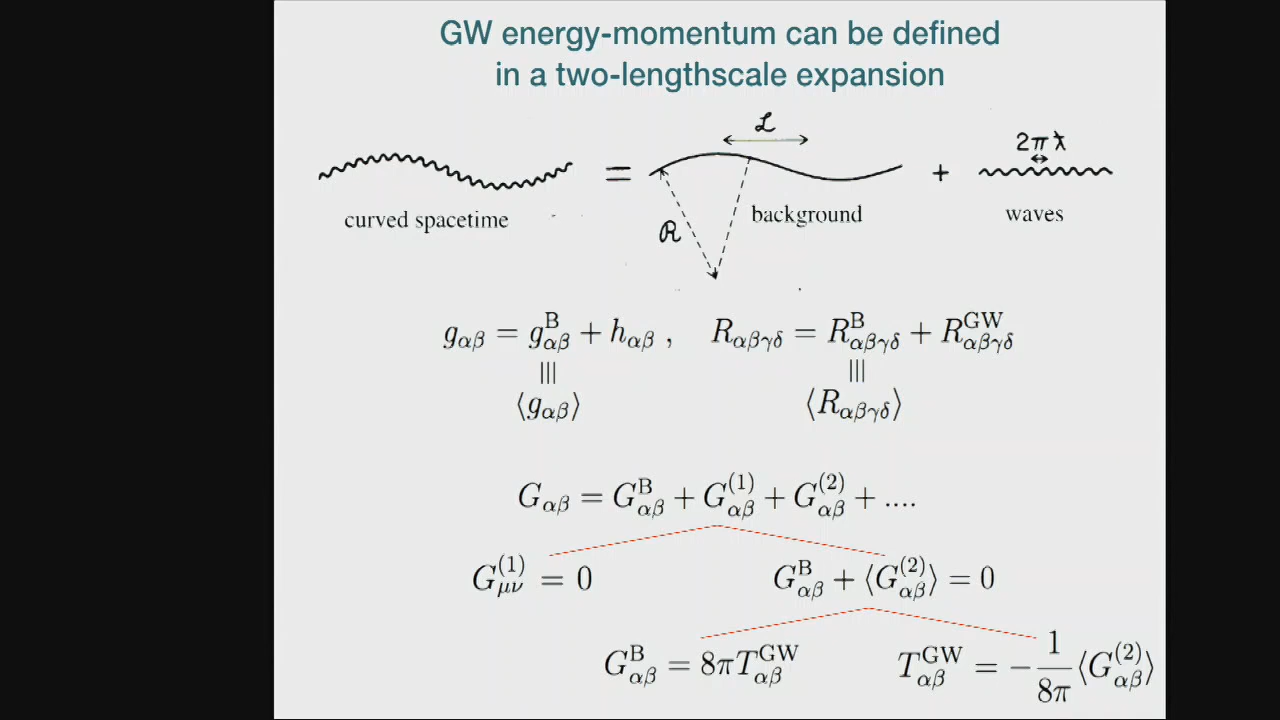 GW energy-momentum can be defined
in a two-lengthscale expansion
ℒ
2πƛ
=
+
curved spacetime
background
waves
ℛ
g_{αβ} = g^B_{αβ} + h_{αβ} , R_{αβγδ} = R^B_{αβγδ} + R^{GW}_{αβγδ}
||| |||
⟨g_{αβ}⟩ ⟨R_{αβγδ}⟩
G_{αβ} = G^B_{αβ} + G^{(1)}_{αβ} + G^{(2)}_{αβ} + ....
G^{(1)}_{μν} = 0 G^B_{αβ} + ⟨G^{(2)}_{αβ}⟩ = 0
G^B_{αβ} = 8πT^{GW}_{αβ} T^{GW}_{αβ} = −\frac{1}{8π}⟨G^{(2)}_{αβ}⟩